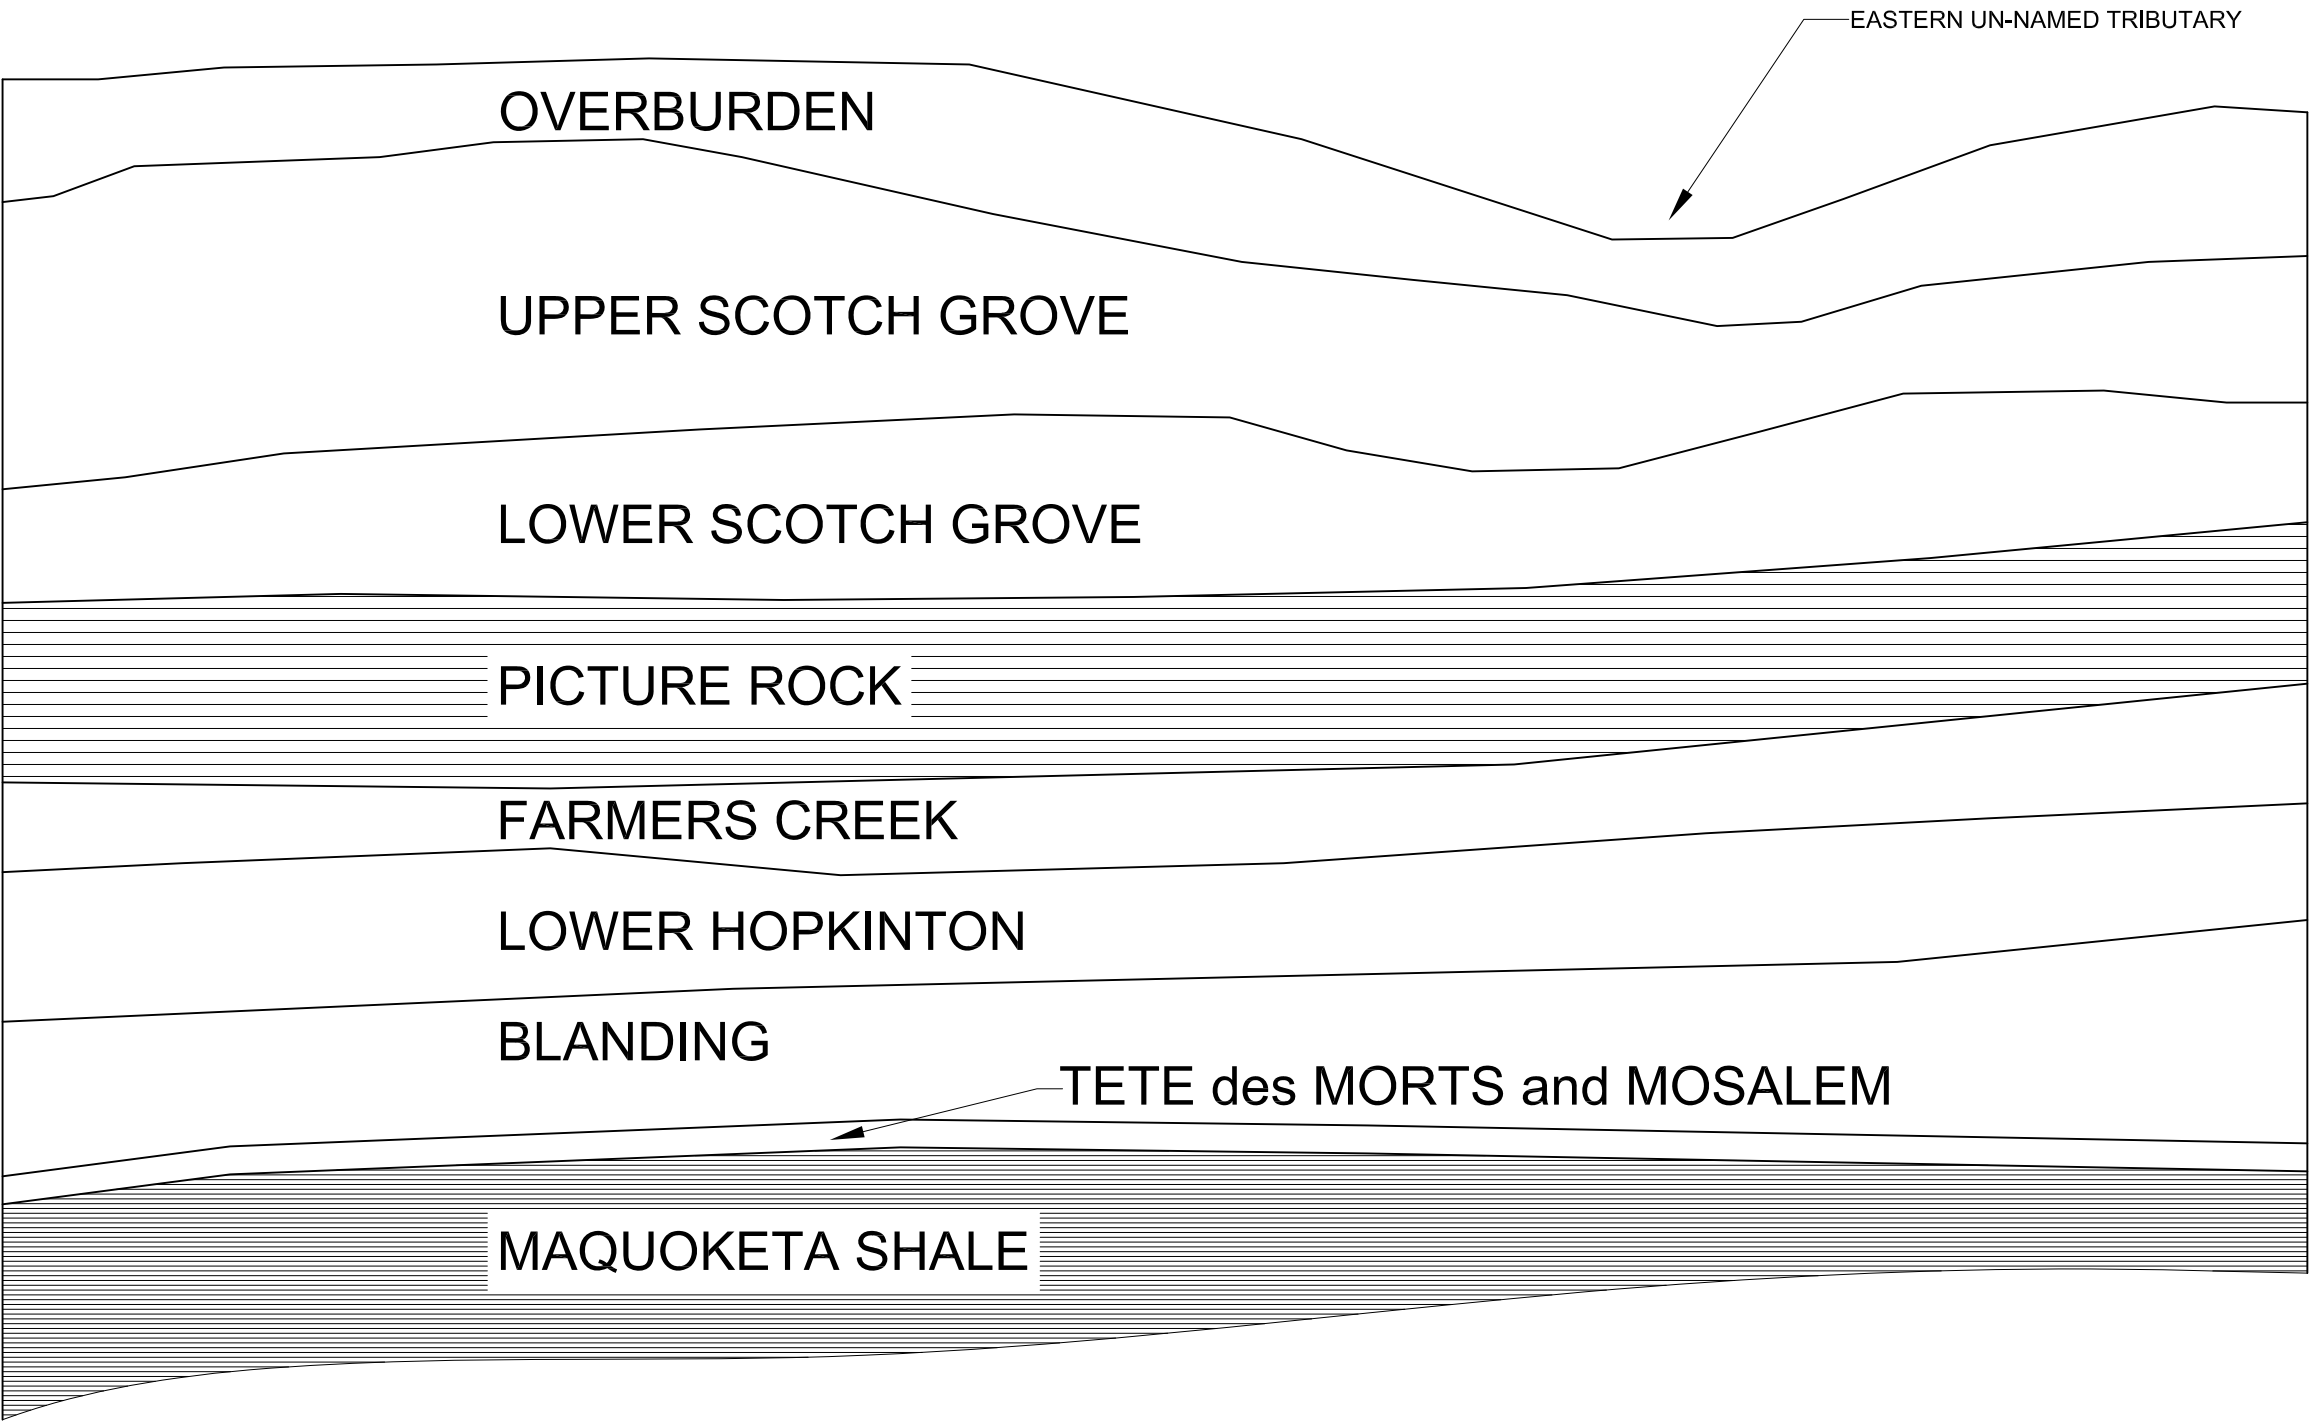 EASTERN UN-NAMED TRIBUTARY
OVERBURDEN
UPPER SCOTCH GROVE
LOWER SCOTCH GROVE
PICTURE ROCK
FARMERS CREEK
LOWER HOPKINTON
BLANDING
TETE des MORTS and MOSALEM
MAQUOKETA SHALE